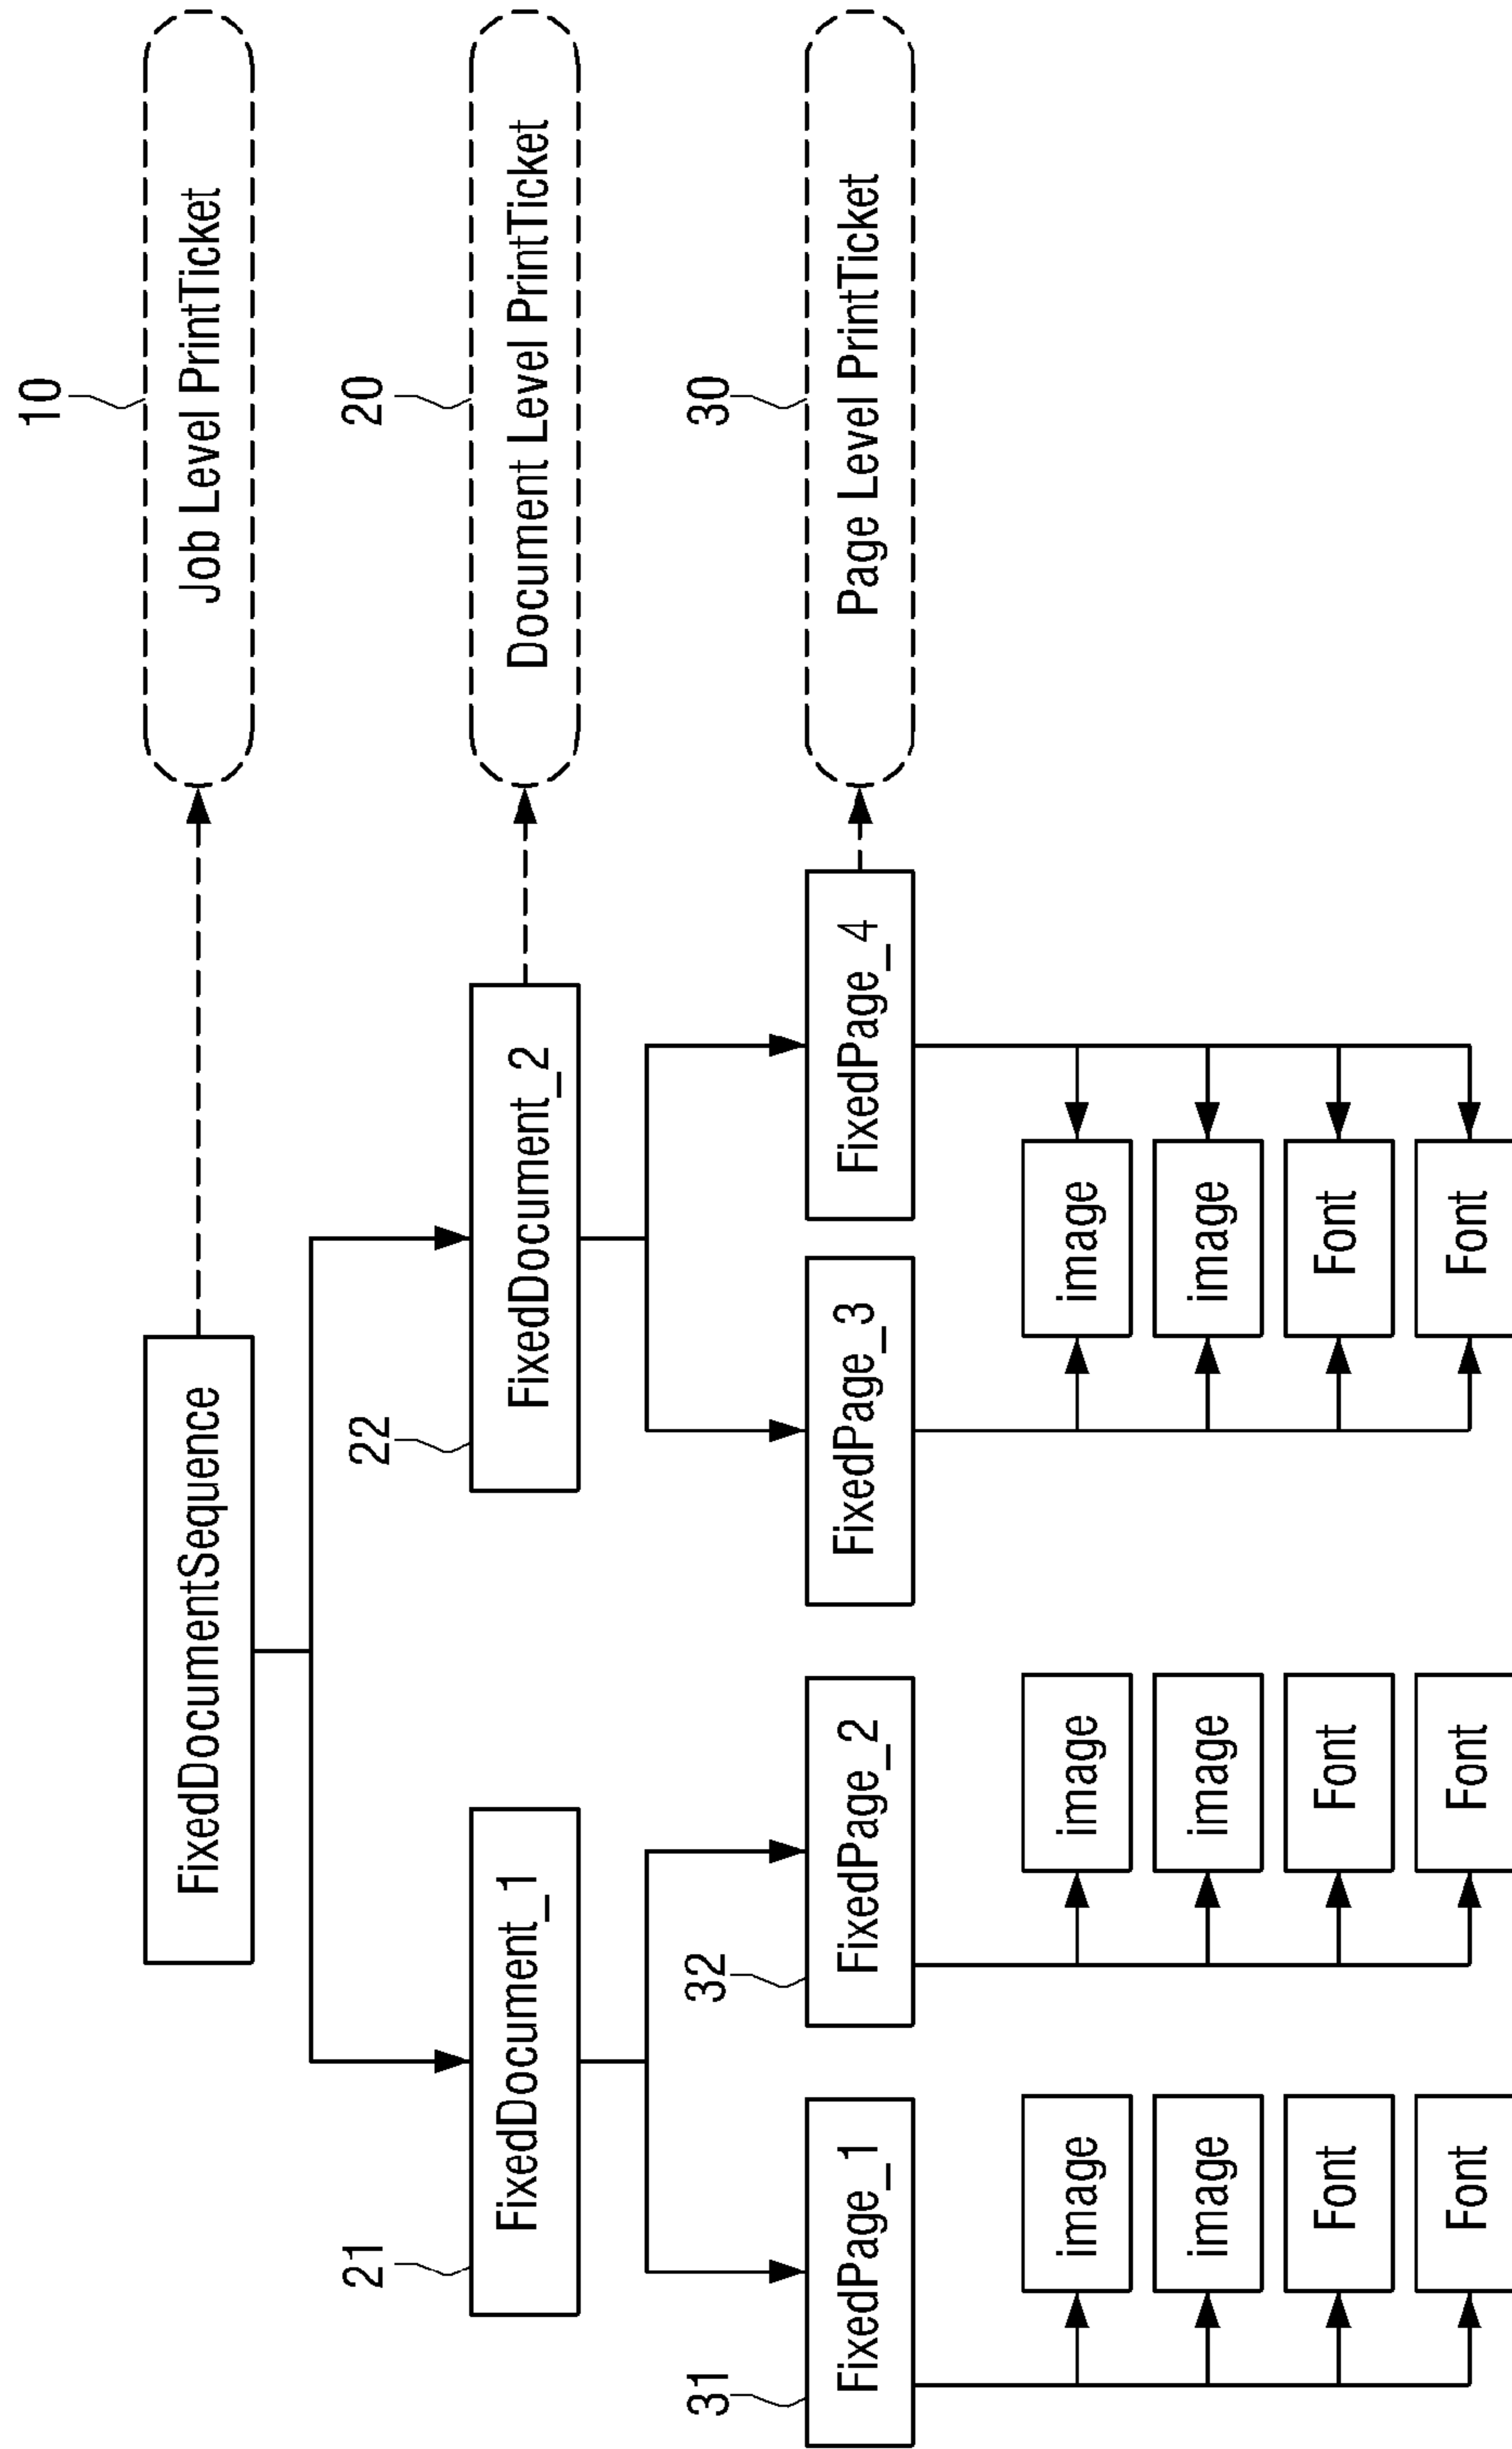 10
FixedDocumentSequence
Job Level PrintTicket
21
22
20
FixedDocument_1
FixedDocument_2
Document Level PrintTicket
31
32
30
FixedPage_1
FixedPage_2
FixedPage_3
FixedPage_4
Page Level PrintTicket
image
image
image
image
image
image
Font
Font
Font
Font
Font
Font